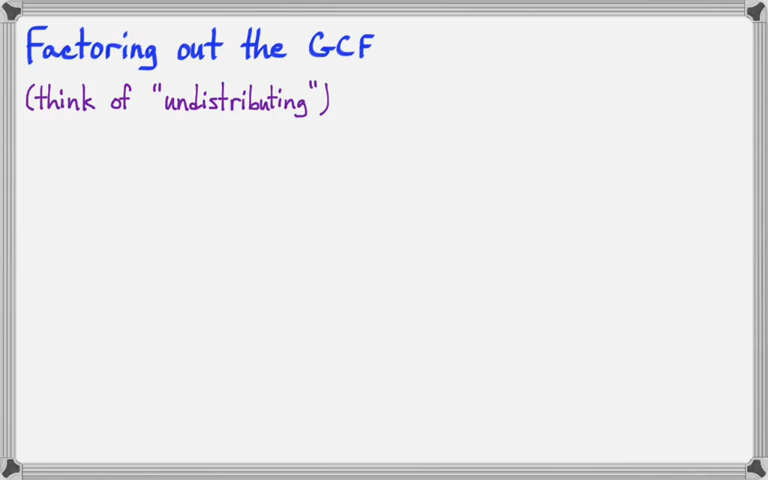 Factoring out the GCF
(think of "undistributing")